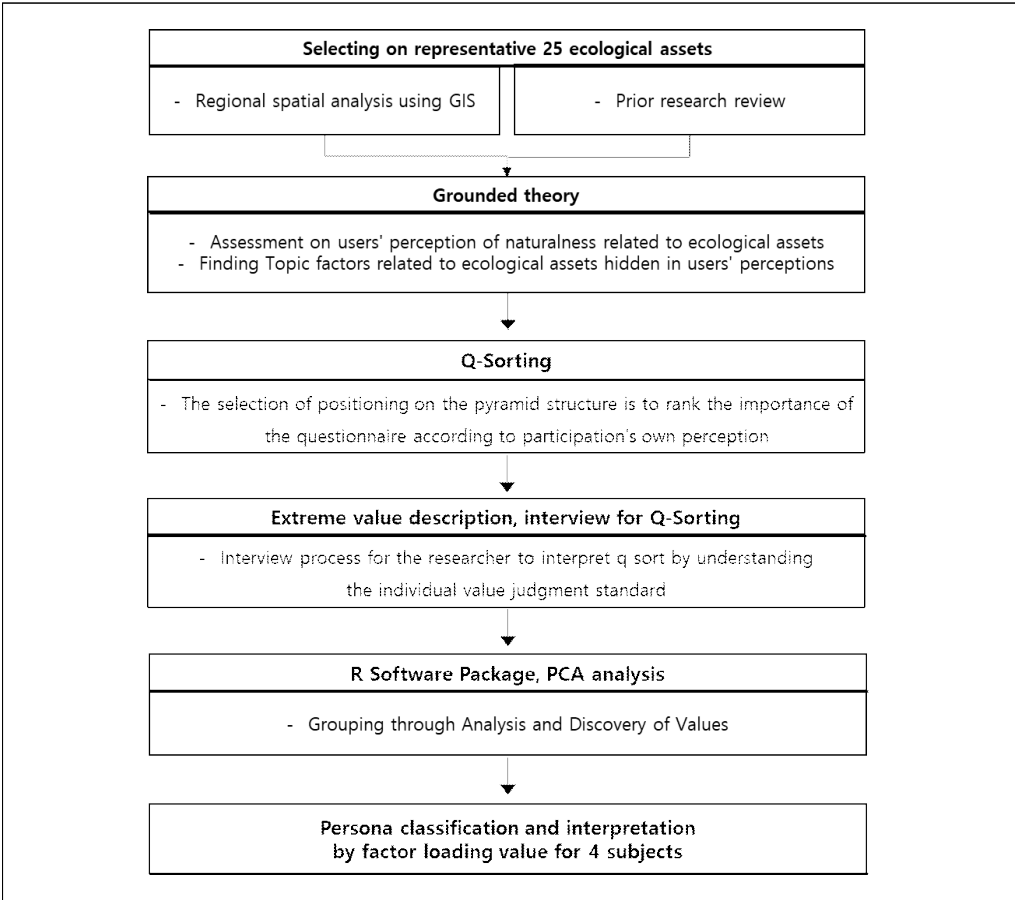 Selecting on representative 25 ecological assets
- Regional spatial analysis using GIS
- Prior research review
Grounded theory
- Assessment on users' perception of naturalness related to ecological assets
- Finding Topic factors related to ecological assets hidden in users' perceptions
Q-Sorting
- The selection of positioning on the pyramid structure is to rank the importance of
the questionnaire according to participation's own perception
Extreme value description, interview for Q-Sorting
- Interview process for the researcher to interpret q sort by understanding
the individual value judgment standard
R Software Package, PCA analysis
- Grouping through Analysis and Discovery of Values
Persona classification and interpretation
by factor loading value for 4 subjects